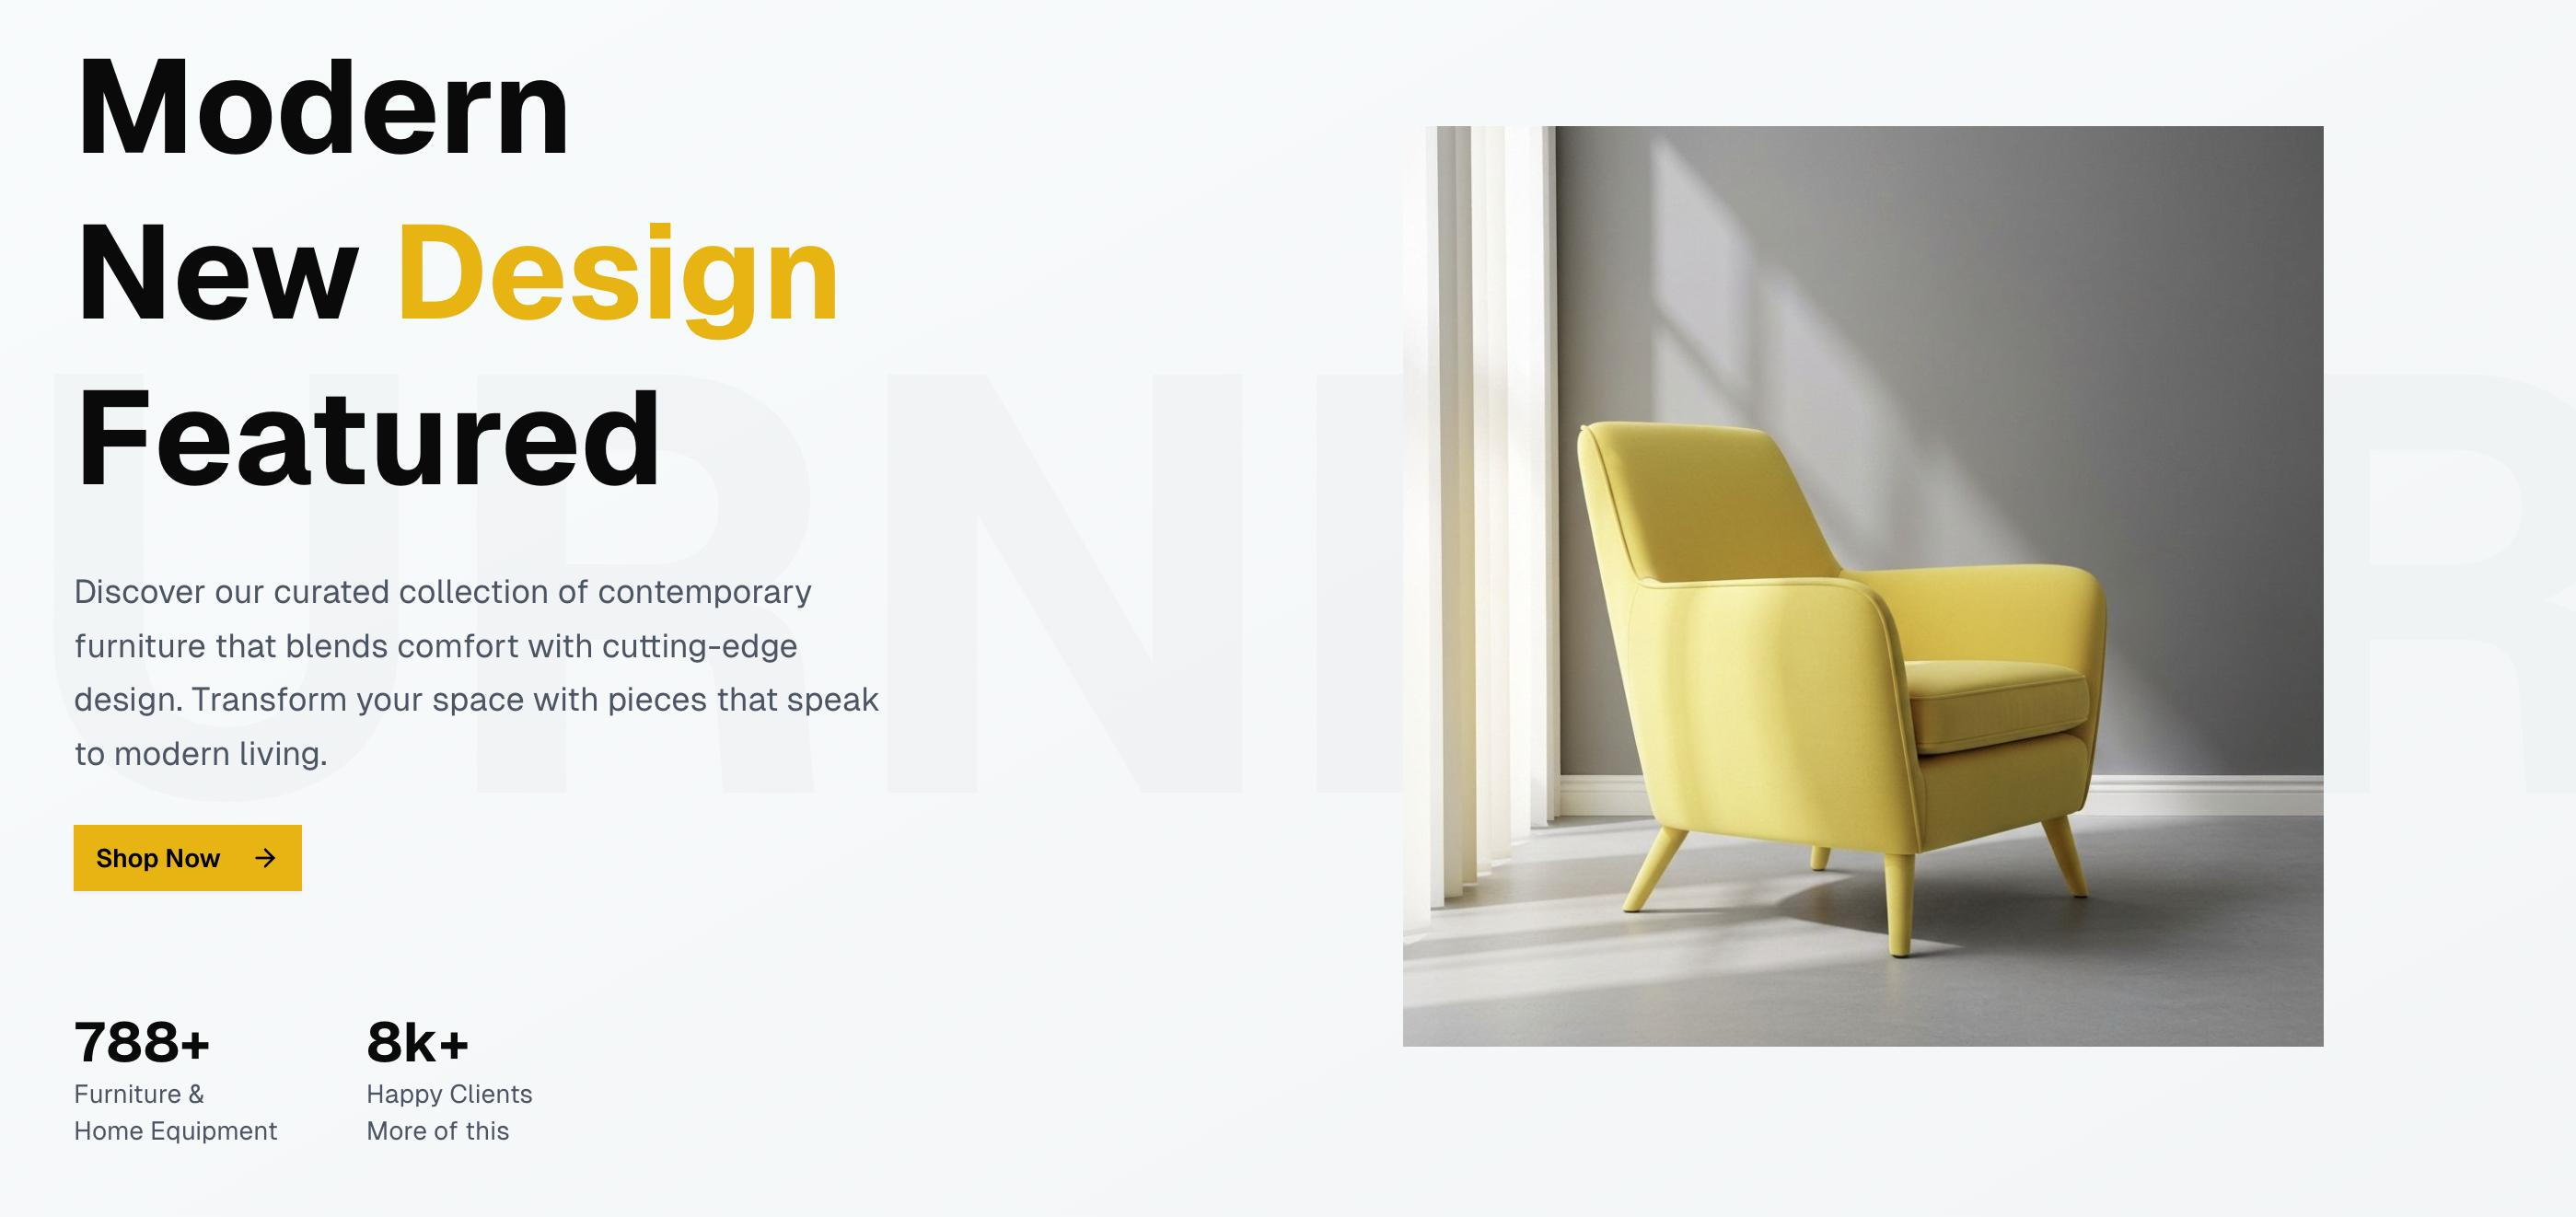 Modern
New Design
Featured
URNI R
Discover our curated collection of contemporary
furniture that blends comfort with cutting-edge
design. Transform your space with pieces that speak
to modern living.
Shop Now
788+
Furniture &
Home Equipment
8k+
Happy Clients
More of this